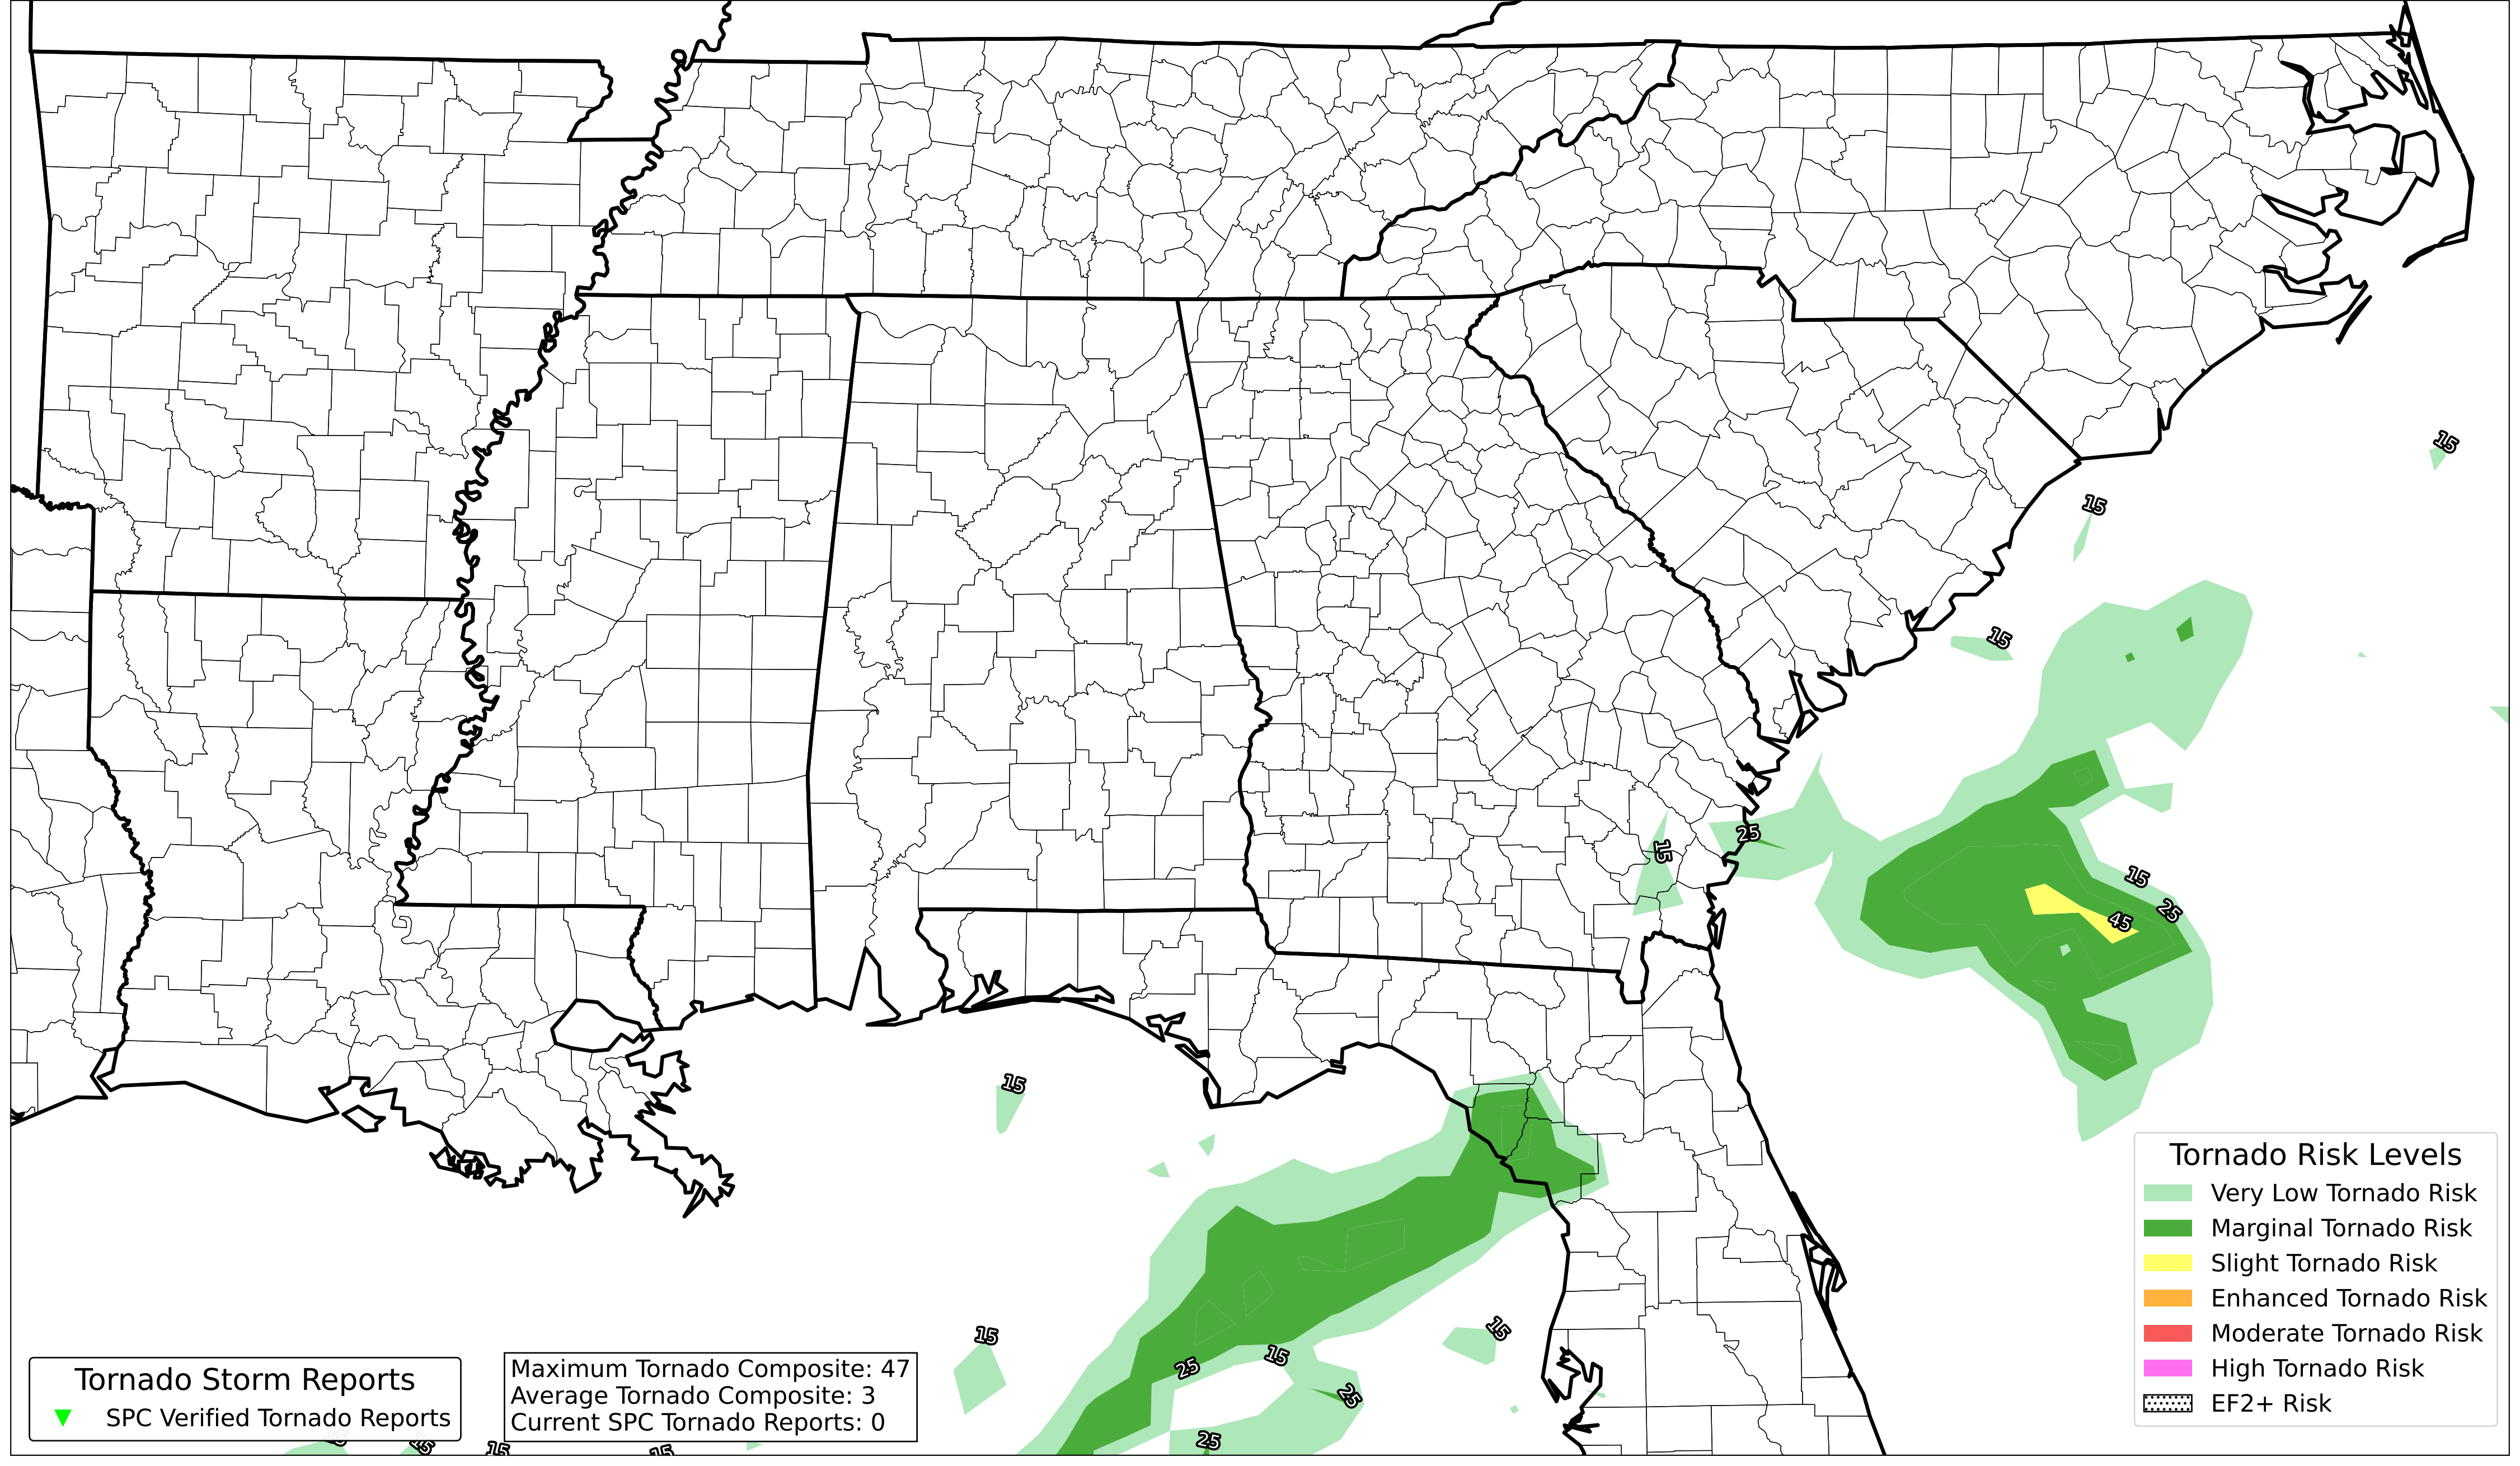 15
15
15
25
15
15
25
45
15
15
15
15
25
25
25
15
15
15
Tornado Risk Levels
Very Low Tornado Risk
Marginal Tornado Risk
Slight Tornado Risk
Enhanced Tornado Risk
Moderate Tornado Risk
High Tornado Risk
EF2+ Risk
Tornado Storm Reports
SPC Verified Tornado Reports
Maximum Tornado Composite: 47
Average Tornado Composite: 3
Current SPC Tornado Reports: 0